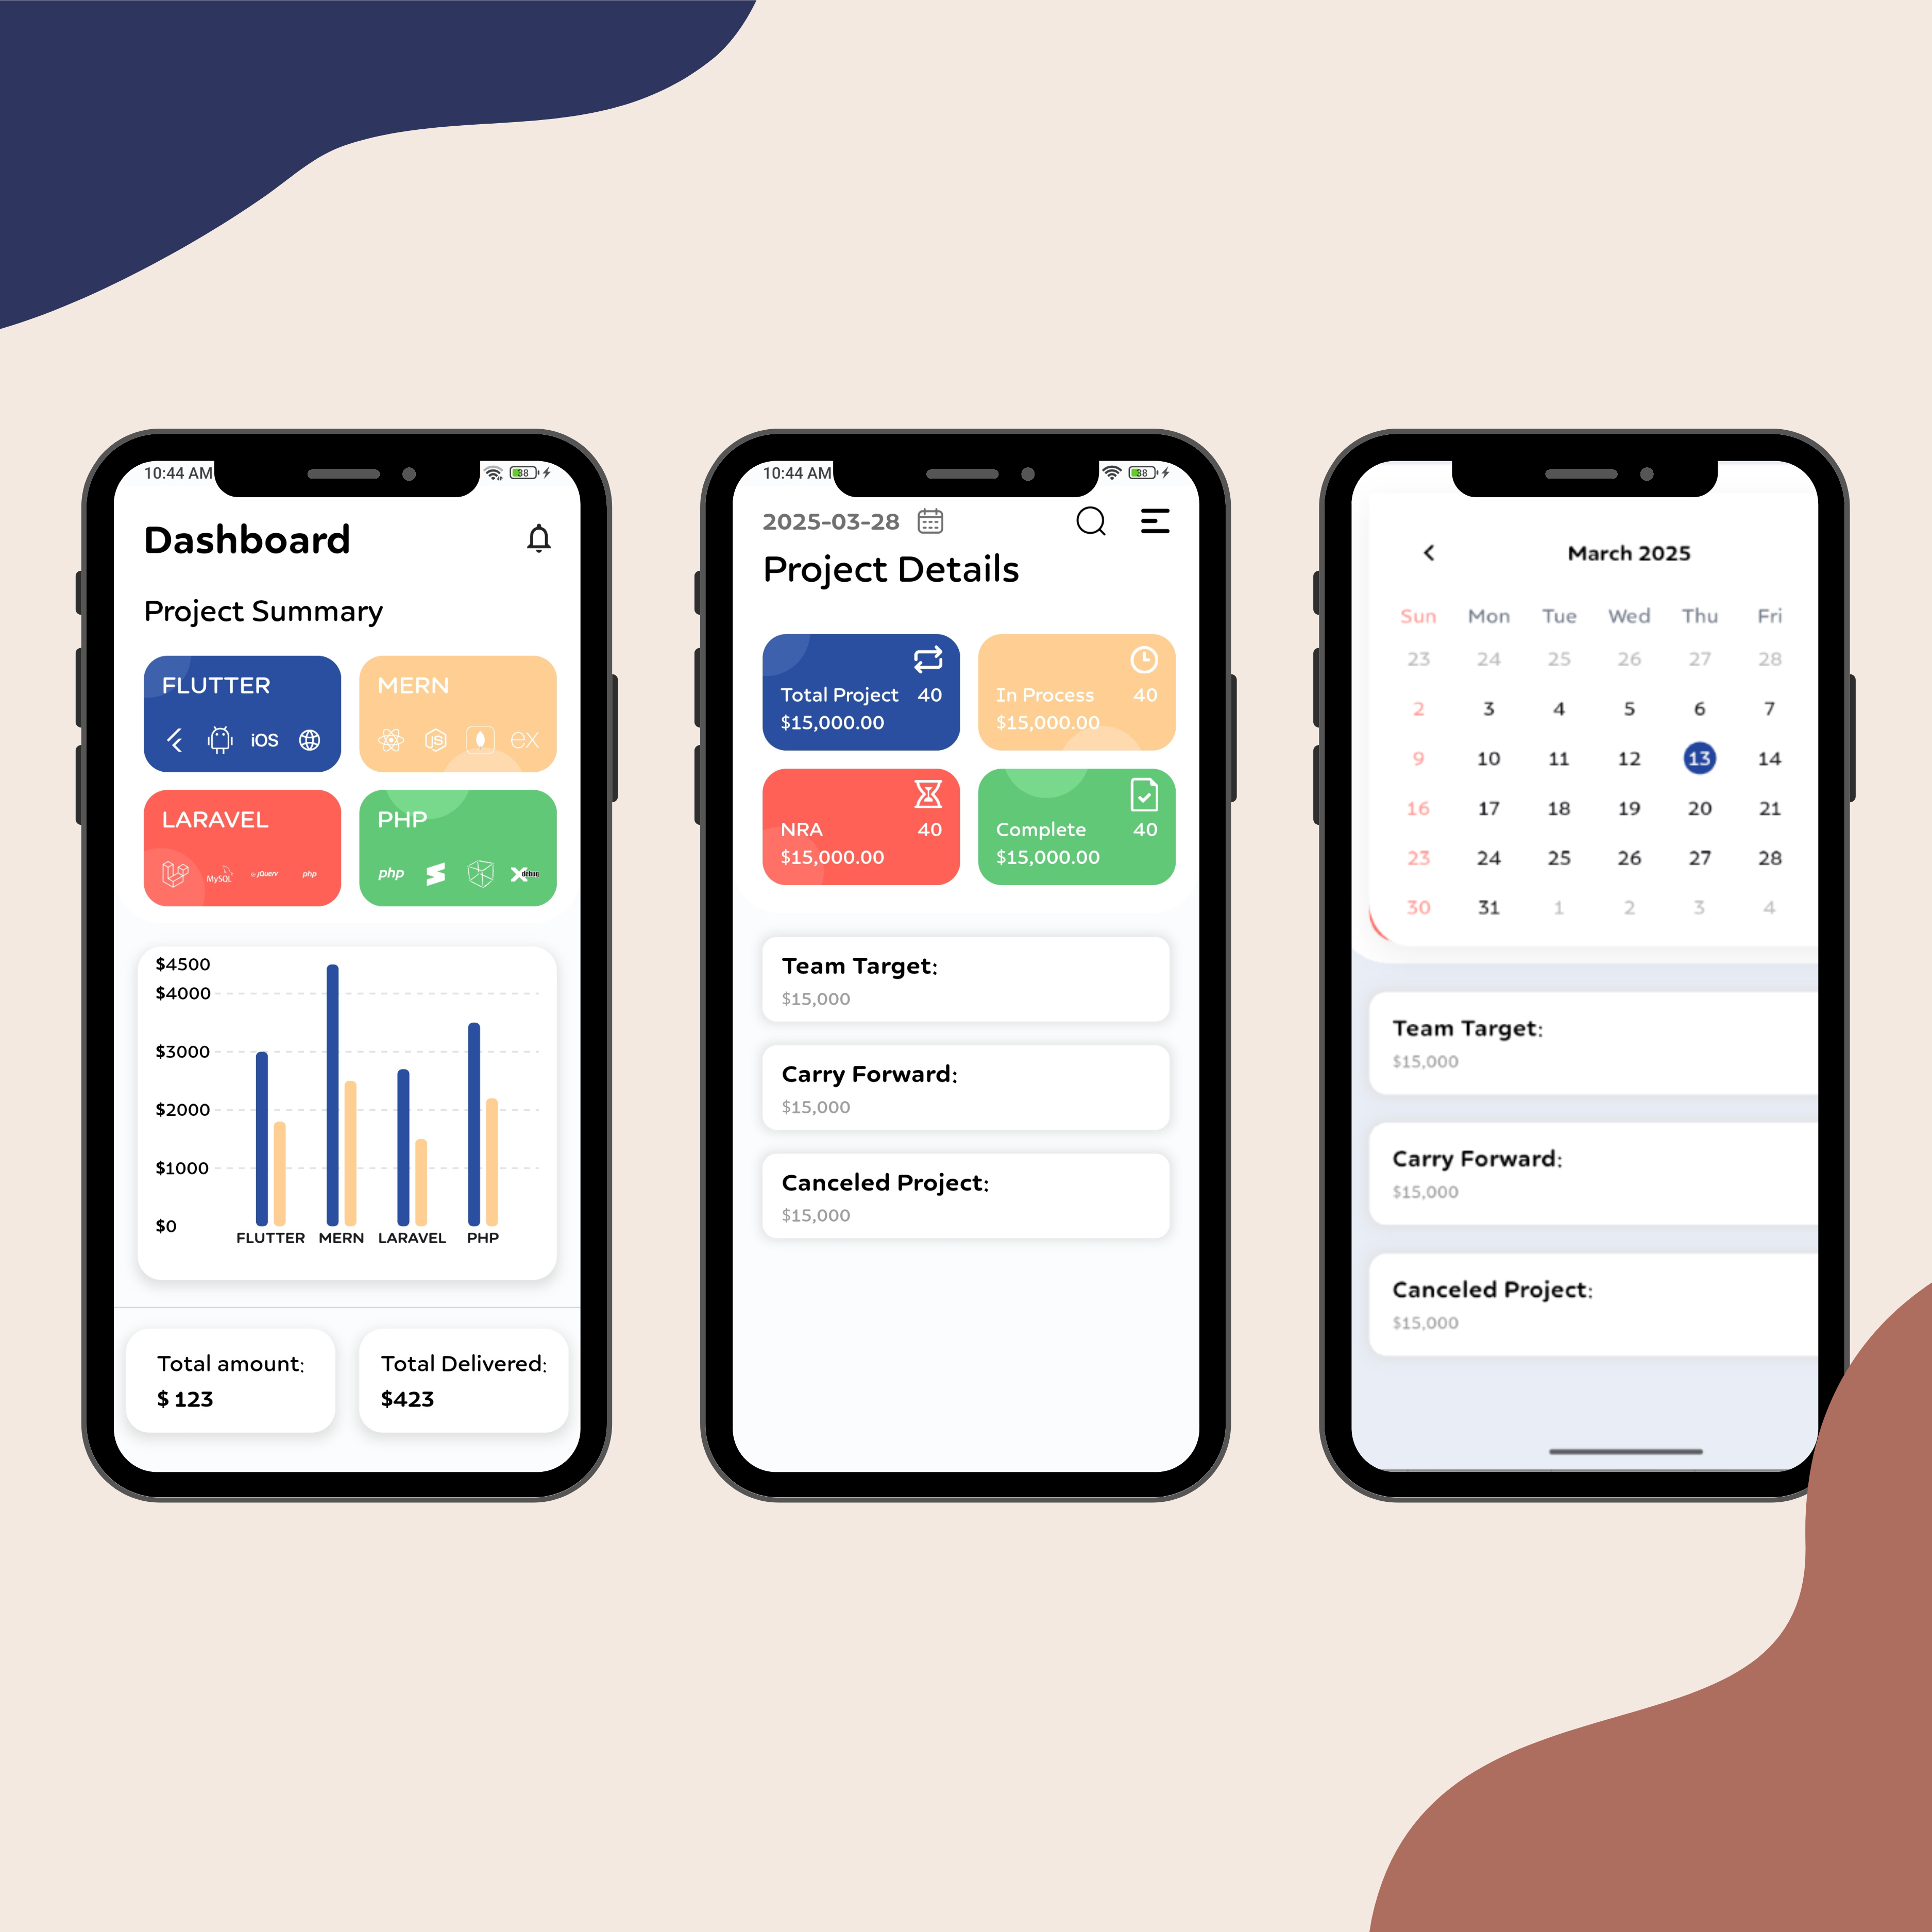 10:44 AM 38
Dashboard
Project Summary
FLUTTER
iOS
MERN
JS
ex
LARAVEL
MySQL
jQuery
php
PHP
php
X debug
$4500
$4000
$3000
$2000
$1000
$0
FLUTTER MERN LARAVEL PHP
Total amount:
$ 123
Total Delivered:
$423
10:44 AM 38
2025-03-28
Project Details
Total Project 40
$15,000.00
In Process 40
$15,000.00
NRA 40
$15,000.00
Complete 40
$15,000.00
Team Target:
$15,000
Carry Forward:
$15,000
Canceled Project:
$15,000
March 2025
Sun Mon Tue Wed Thu Fri
23 24 25 26 27 28
2 3 4 5 6 7
9 10 11 12 13 14
16 17 18 19 20 21
23 24 25 26 27 28
30 31 1 2 3 4
Team Target:
$15,000
Carry Forward:
$15,000
Canceled Project:
$15,000